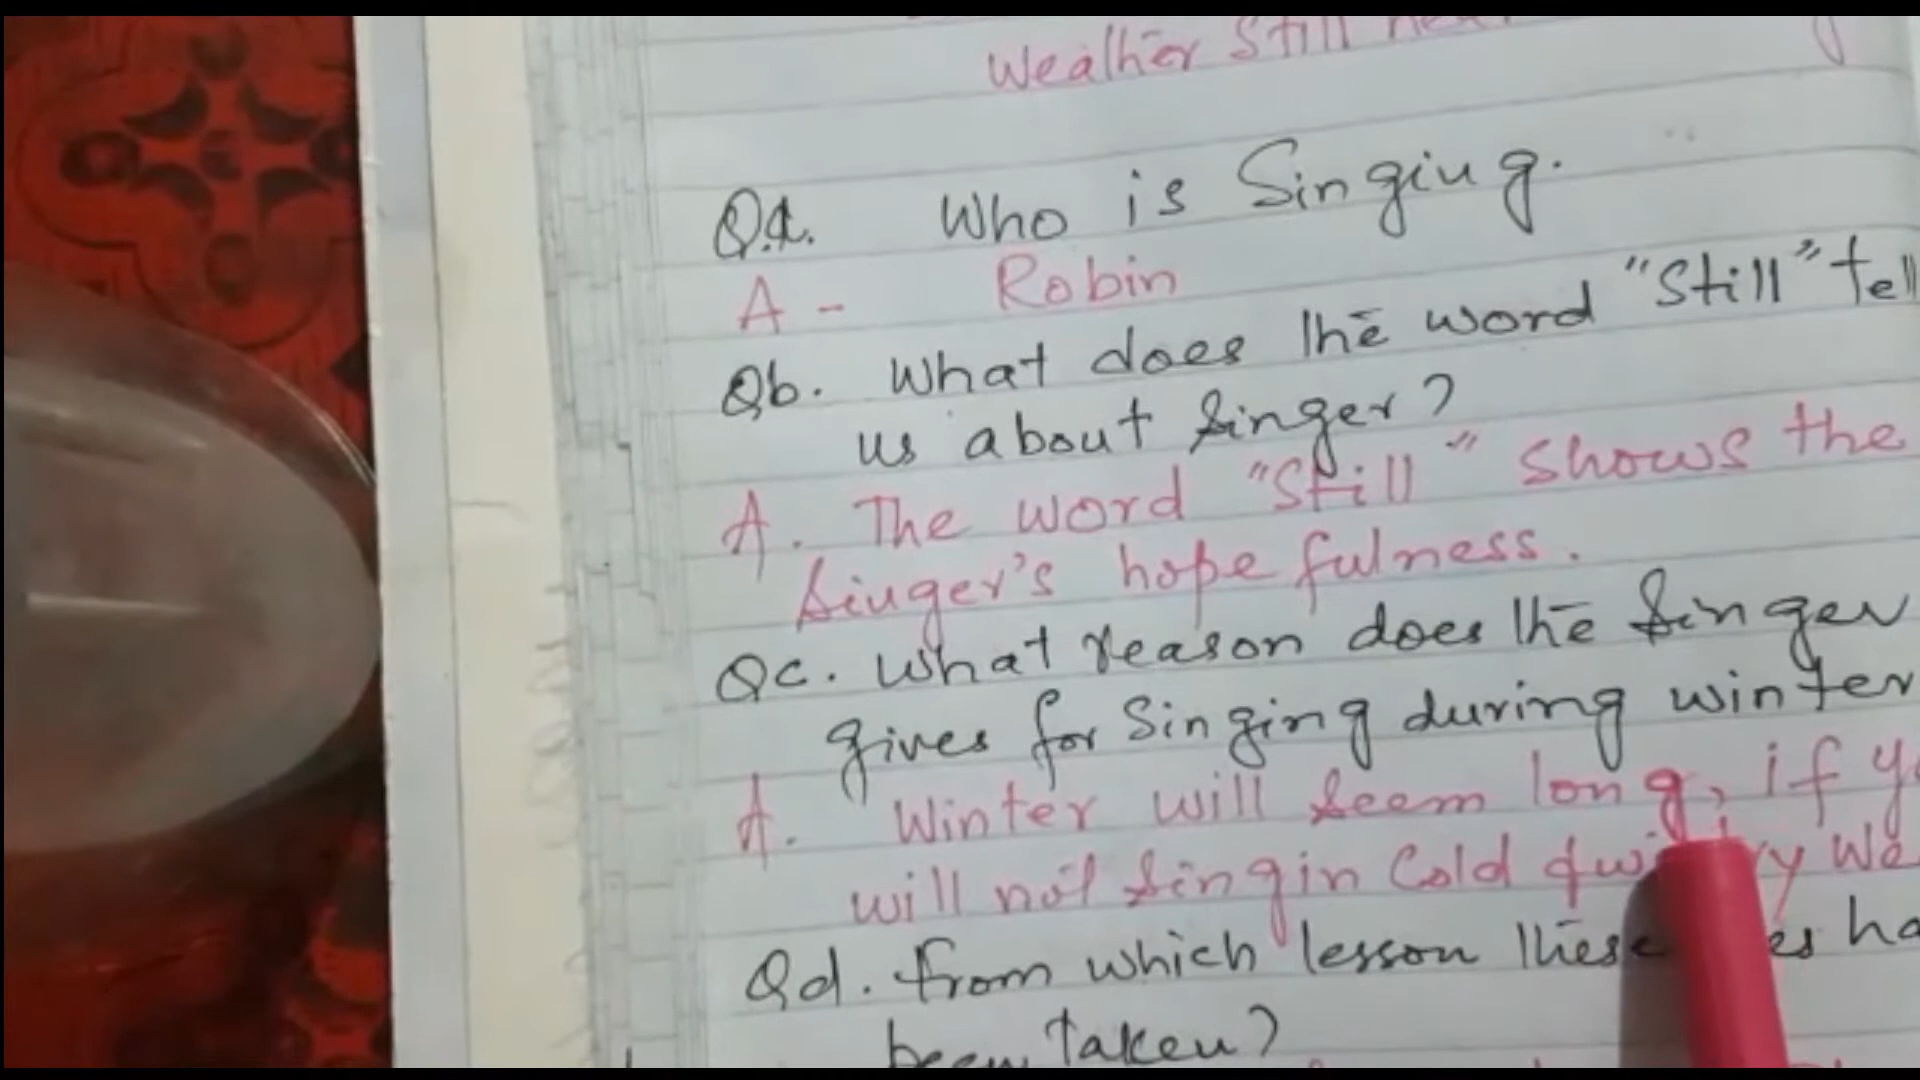 Weather Still
Q.a. Who is Singing.
A - Robin
Qb. What does the word "Still" tell
us about Singer?
A. The word "Still" shows the
Singer's hopefulness.
Qc. What reason does the Singer
gives for Singing during winter
A. Winter will seem long, if
will not Sing in Cold
Qd. from which lesson these
been taken?